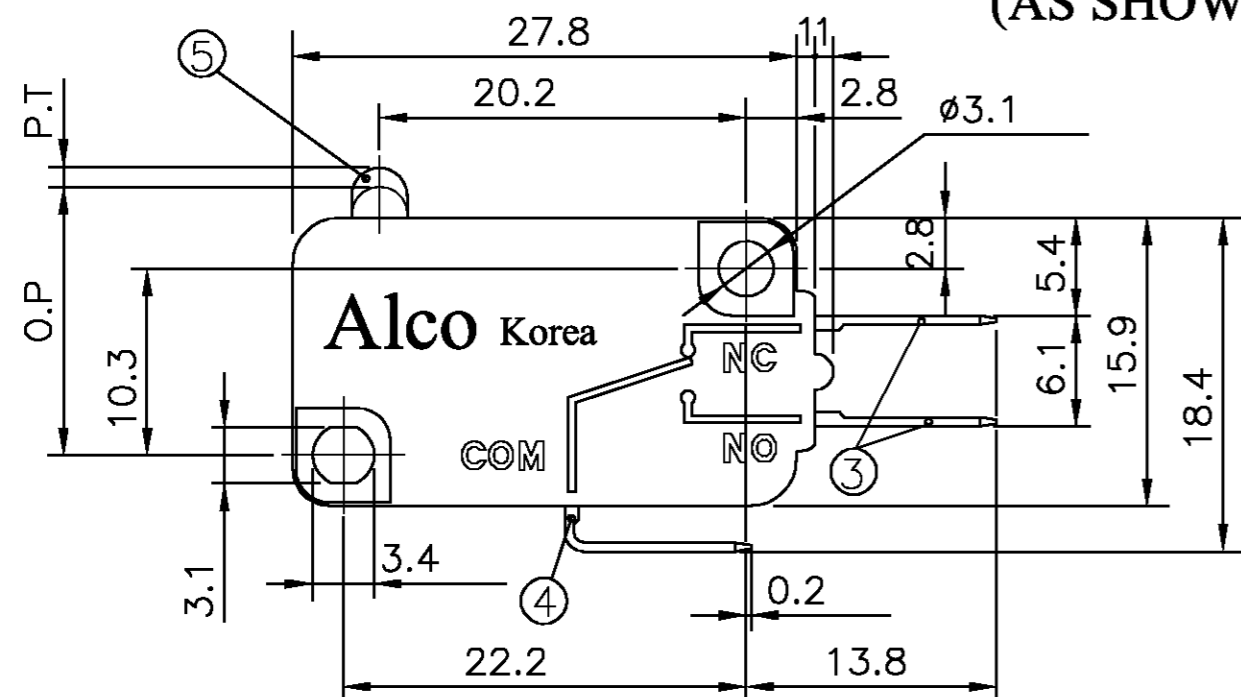 (AS SHOW
27.8
11
⑤
20.2
2.8
ø3.1
P.T
O.P
10.3
2.8
5.4
Alco Korea
NC
6.1
15.9
18.4
COM
NO
③
3.1
3.4
④
0.2
22.2
13.8